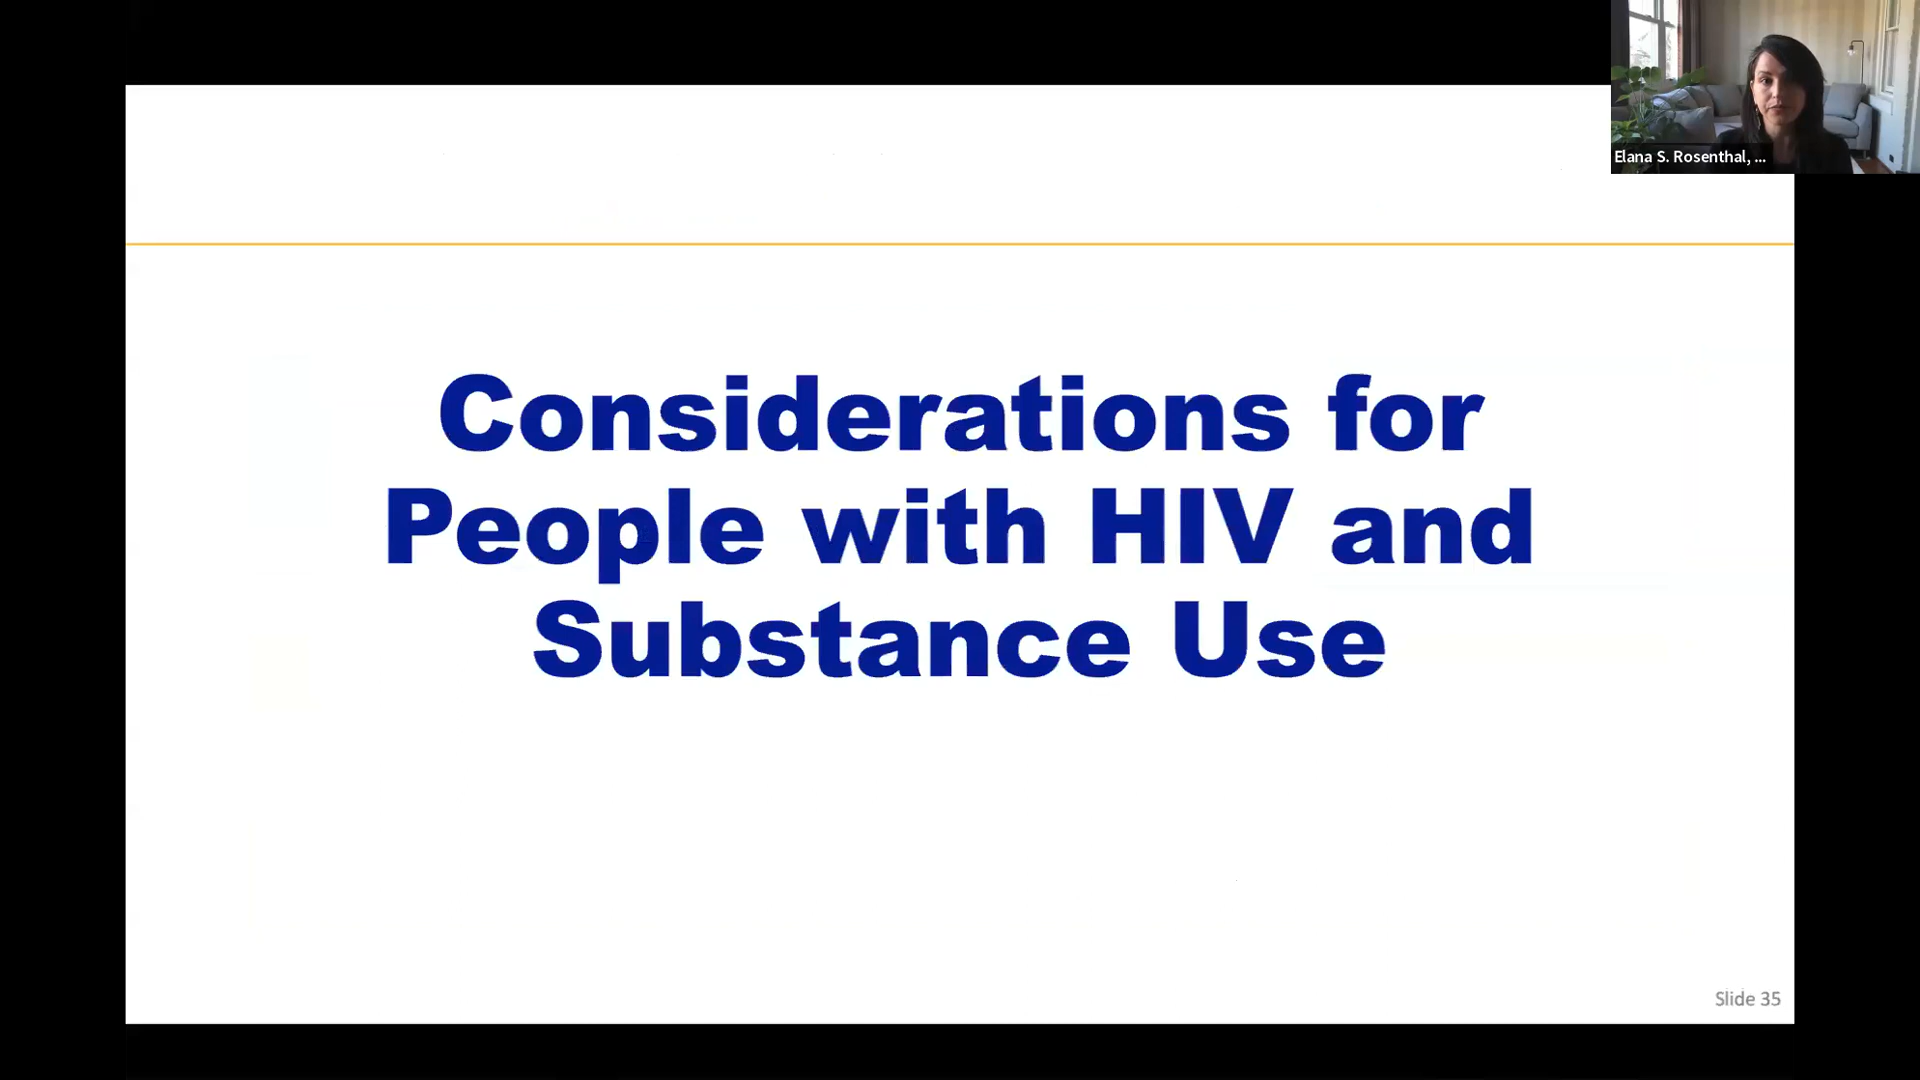 Elana S. Rosenthal, ...
Considerations for
People with HIV and
Substance Use
Slide 35